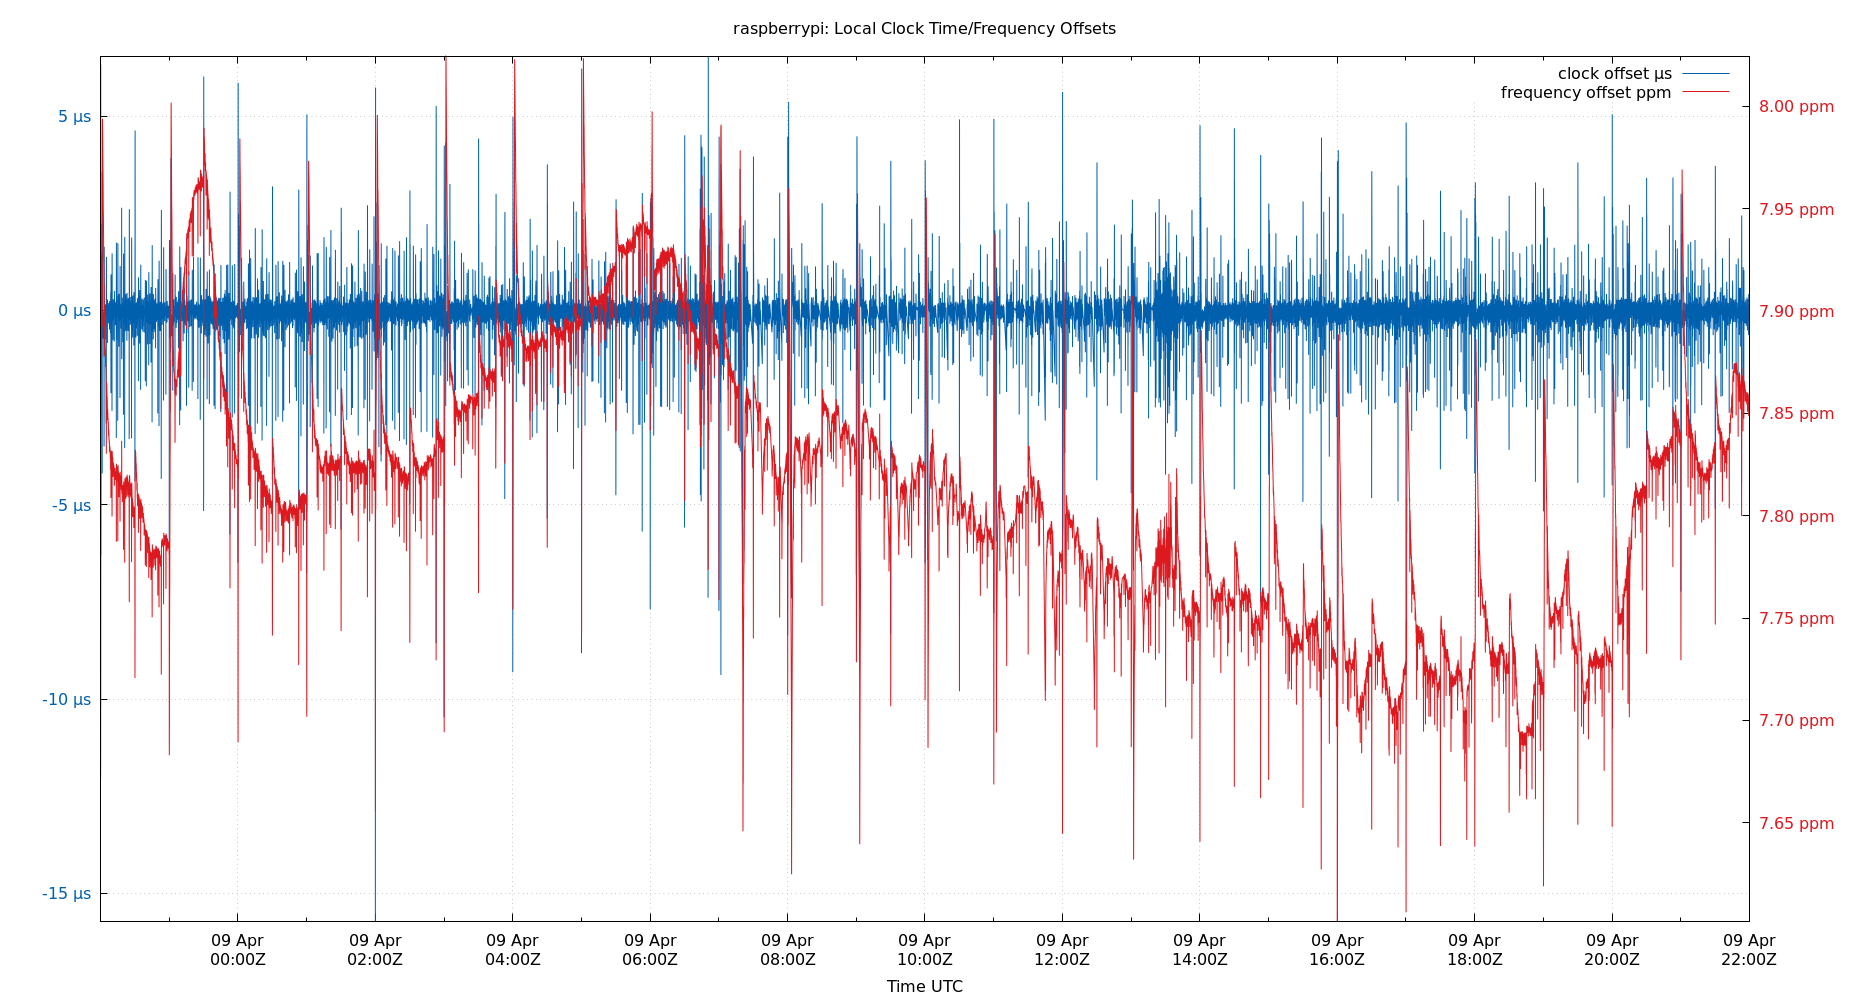 raspberrypi: Local Clock Time/Frequency Offsets
clock offset µs
frequency offset ppm
5 µs
0 µs
-5 µs
-10 µs
-15 µs
8.00 ppm
7.95 ppm
7.90 ppm
7.85 ppm
7.80 ppm
7.75 ppm
7.70 ppm
7.65 ppm
09 Apr 09 Apr 09 Apr 09 Apr 09 Apr 09 Apr 09 Apr 09 Apr 09 Apr 09 Apr 09 Apr 09 Apr
00:00Z 02:00Z 04:00Z 06:00Z 08:00Z 10:00Z 12:00Z 14:00Z 16:00Z 18:00Z 20:00Z 22:00Z
Time UTC